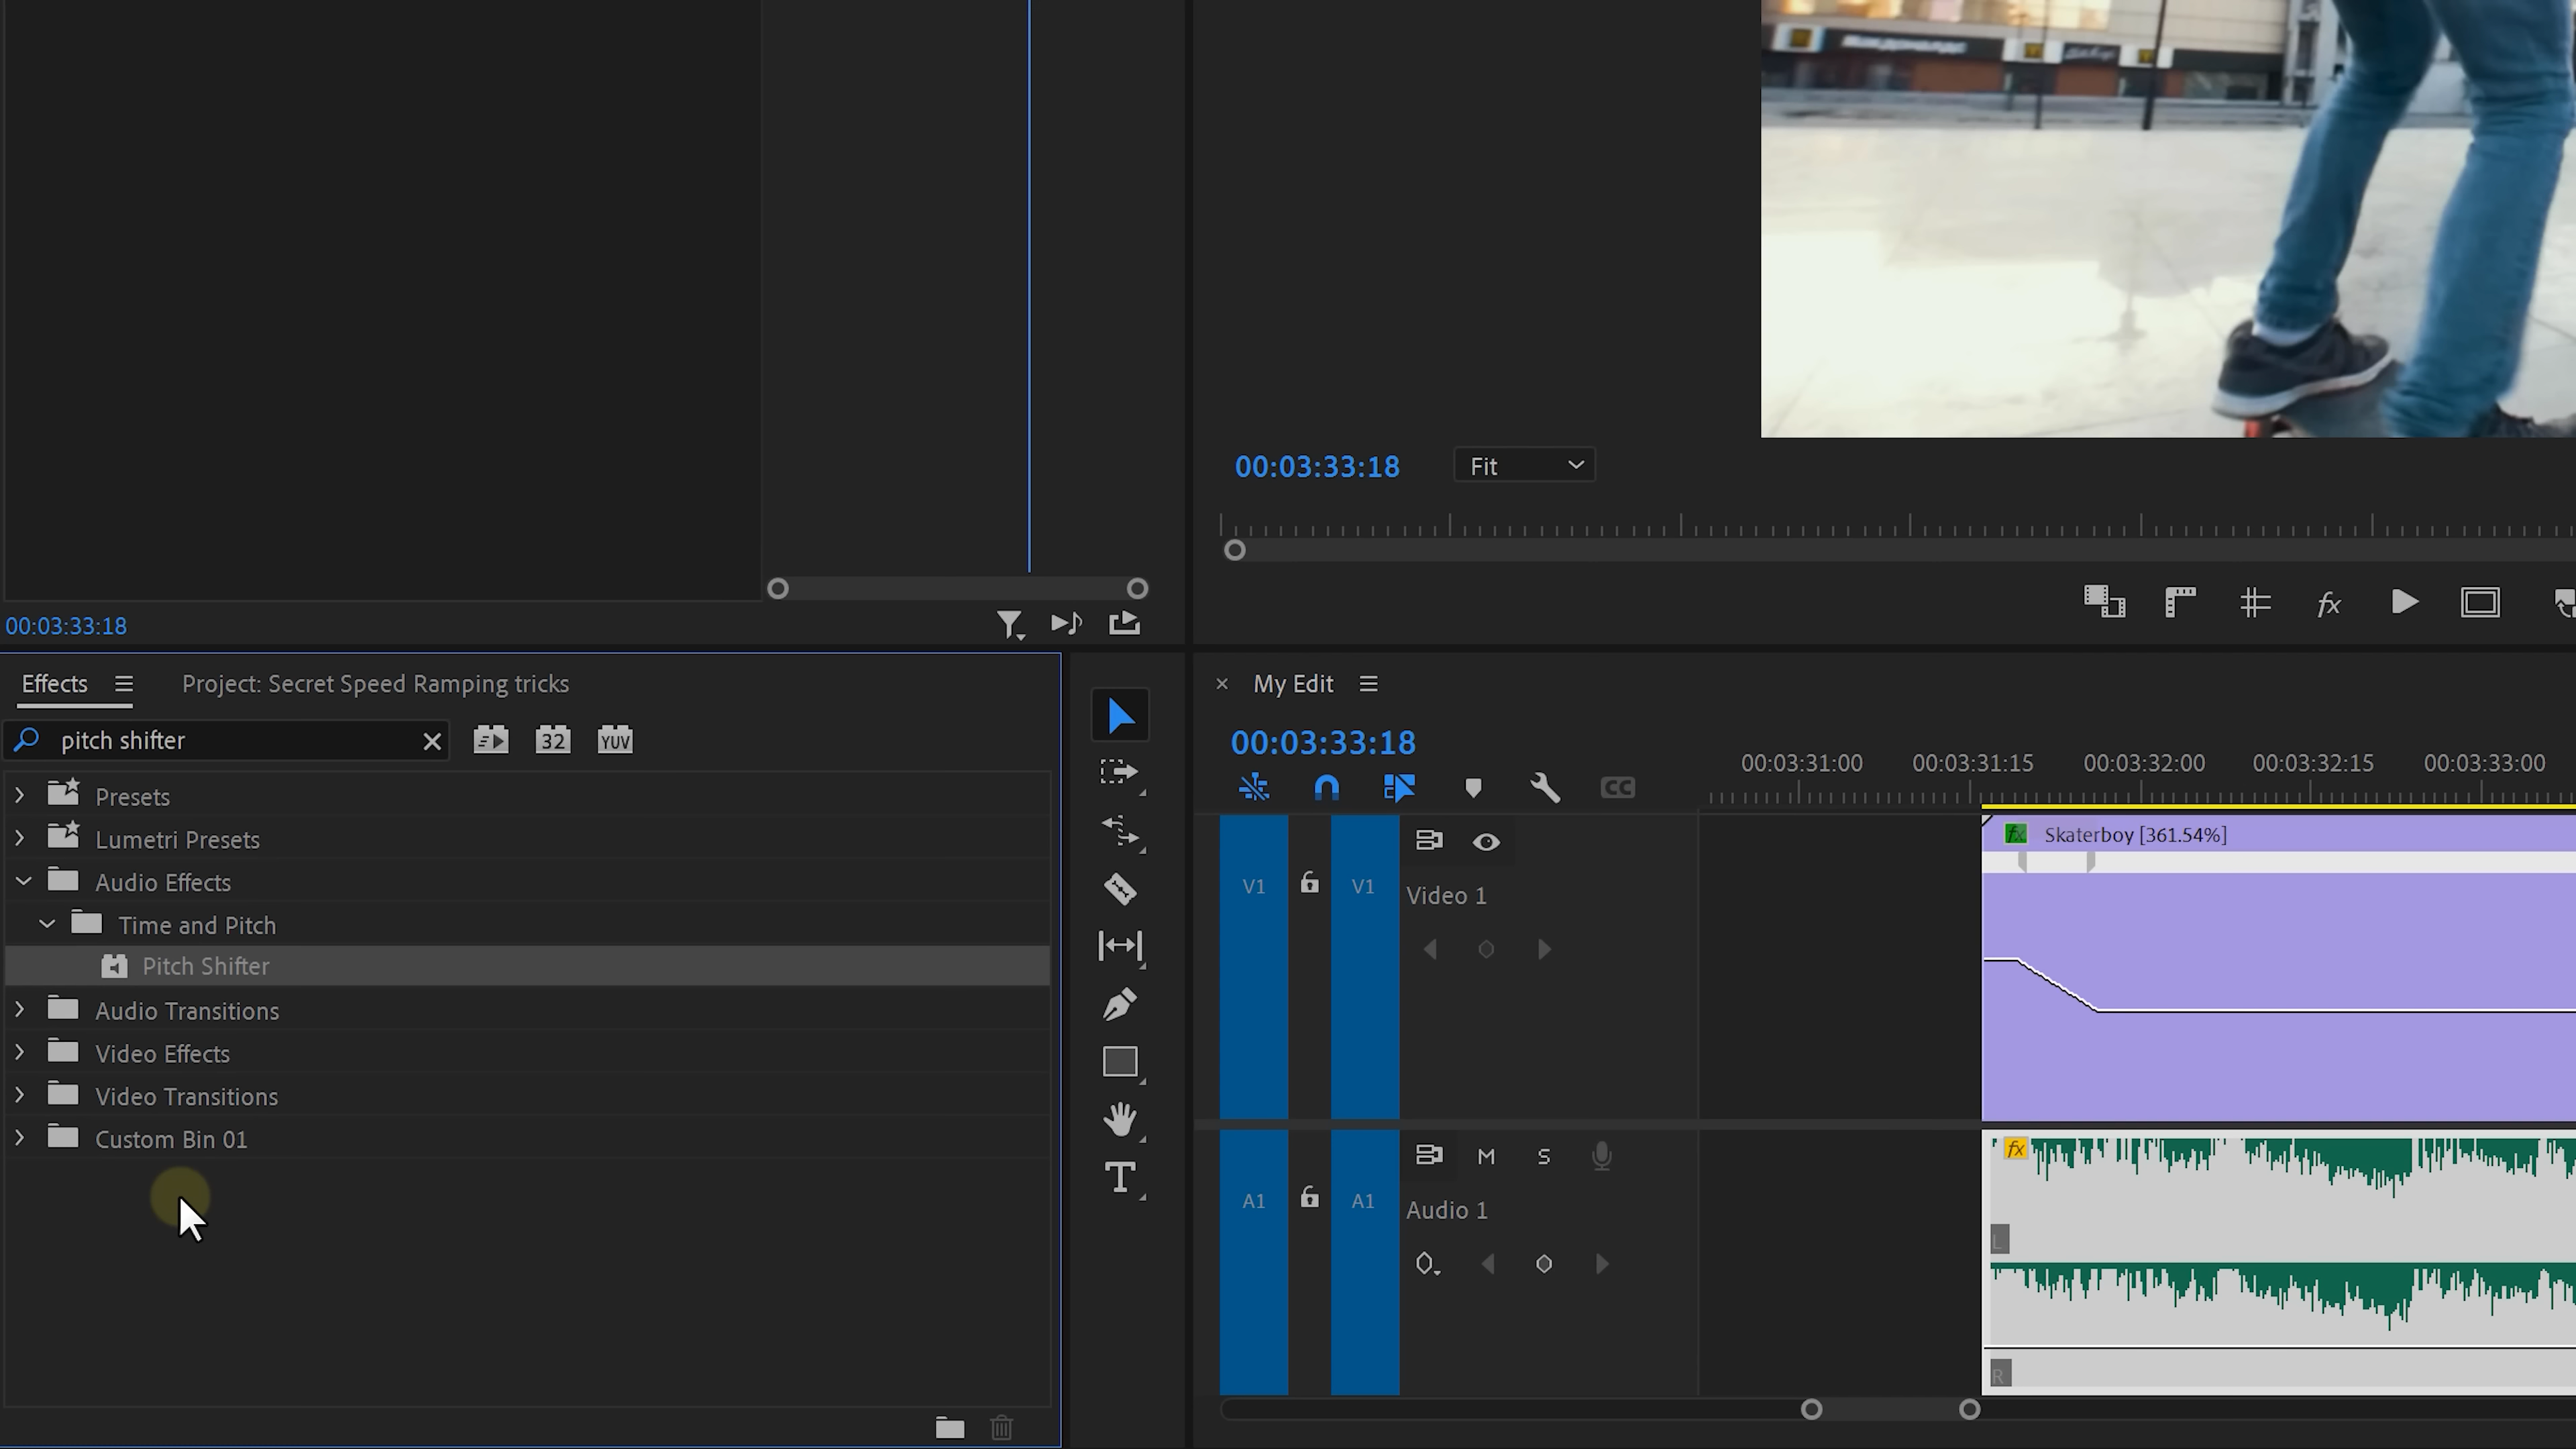 00:03:33:18
Fit
00:03:33:18
fx
Effects
Project: Secret Speed Ramping tricks
pitch shifter
32
YUV
Presets
Lumetri Presets
Audio Effects
Time and Pitch
Pitch Shifter
Audio Transitions
Video Effects
Video Transitions
Custom Bin 01
T
My Edit
00:03:33:18
CC
00:03:31:00
00:03:31:15
00:03:32:00
00:03:32:15
00:03:33:00
V1
V1
Video 1
fx
Skaterboy [361.54%]
A1
A1
M
S
Audio 1
fx
L
R